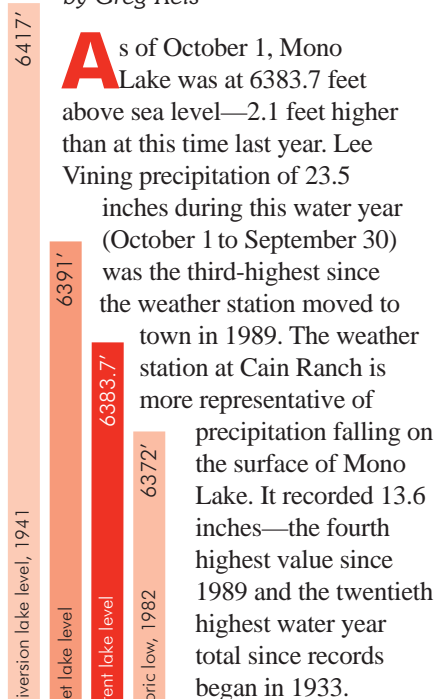 by Greg Reis
As of October 1, Mono
Lake was at 6383.7 feet
above sea level—2.1 feet higher
than at this time last year. Lee
Vining precipitation of 23.5
inches during this water year
(October 1 to September 30)
was the third-highest since
the weather station moved to
town in 1989. The weather
station at Cain Ranch is
more representative of
precipitation falling on
the surface of Mono
Lake. It recorded 13.6
inches—the fourth
highest value since
1989 and the twentieth
highest water year
total since records
began in 1933.
6417’
lake level, 1941
6391’
lake level
6383.7’
lake level
6372’
low, 1982